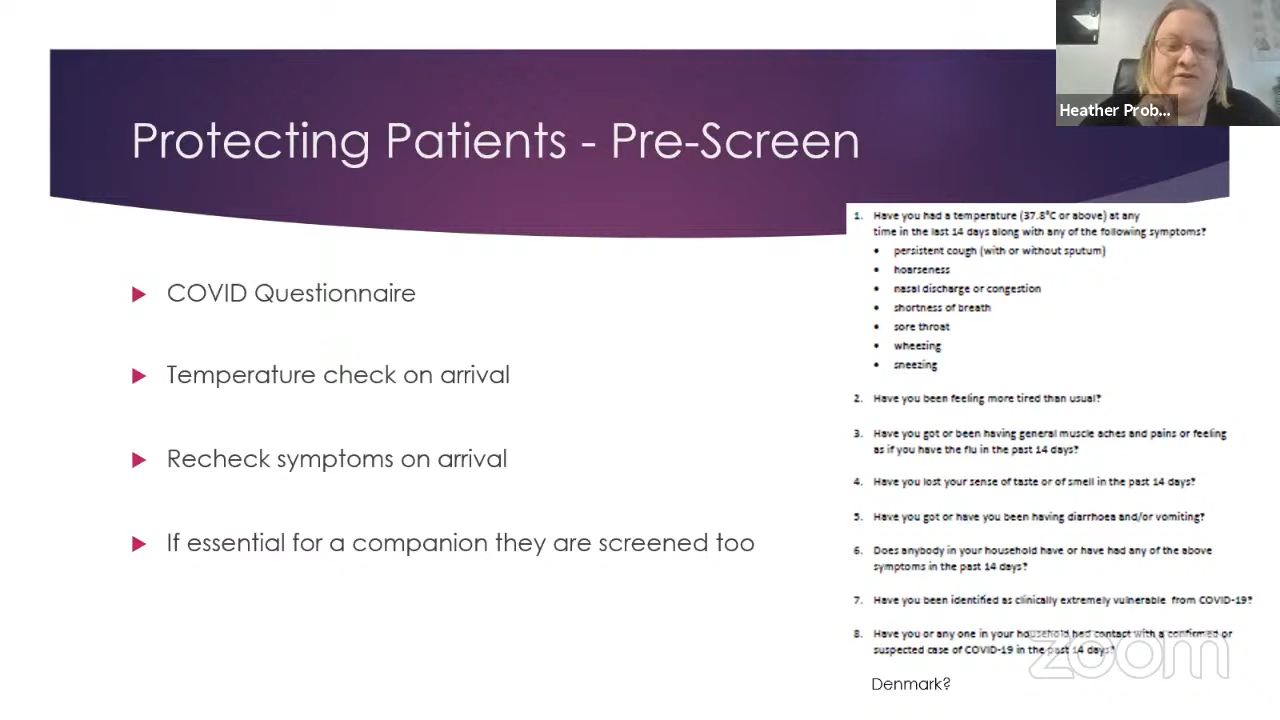 Heather Prob...
Protecting Patients - Pre-Screen
COVID Questionnaire
Temperature check on arrival
Recheck symptoms on arrival
If essential for a companion they are screened too
1. Have you had a temperature (37.8°C or above) at any
time in the last 14 days along with any of the following symptoms?
• persistent cough (with or without sputum)
• hoarseness
• nasal discharge or congestion
• shortness of breath
• sore throat
• wheezing
• sneezing
2. Have you been feeling more tired than usual?
3. Have you got or been having general muscle aches and pains or feeling
as if you have the flu in the past 14 days?
4. Have you lost your sense of taste or of smell in the past 14 days?
5. Have you got or have you been having diarrhoea and/or vomiting?
6. Does anybody in your household have or have had any of the above
symptoms in the past 14 days?
7. Have you been identified as clinically extremely vulnerable from COVID-19?
8. Have you or any one in your household had contact with a confirmed or
suspected case of COVID-19 in the past 14 days?
zoom
Denmark?